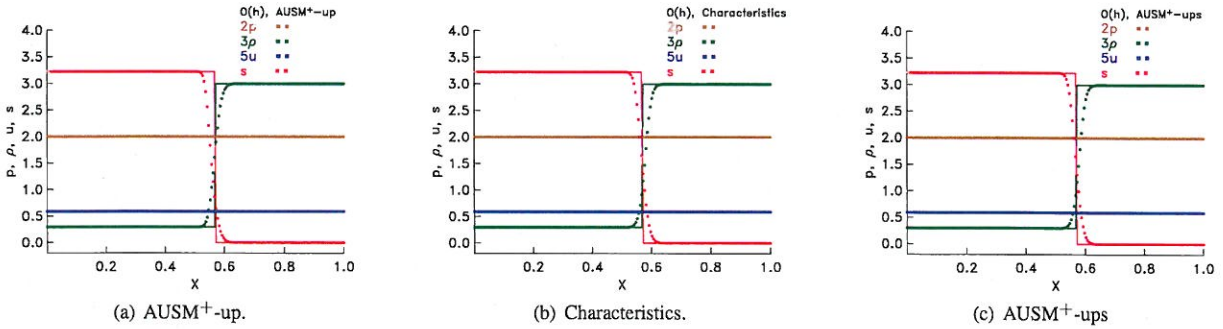 O(h), AUSM+-up
2p
3ρ
5u
s
4.0
3.5
3.0
2.5
2.0
1.5
1.0
0.5
0.0
p, ρ, u, s
0.2 0.4 0.6 0.8 1.0
X
(a) AUSM+-up.
O(h), Characteristics
2p
3ρ
5u
s
4.0
3.5
3.0
2.5
2.0
1.5
1.0
0.5
0.0
p, ρ, u, s
0.2 0.4 0.6 0.8 1.0
X
(b) Characteristics.
O(h), AUSM+-ups
2p
3ρ
5u
s
4.0
3.5
3.0
2.5
2.0
1.5
1.0
0.5
0.0
p, ρ, u, s
0.2 0.4 0.6 0.8 1.0
X
(c) AUSM+-ups